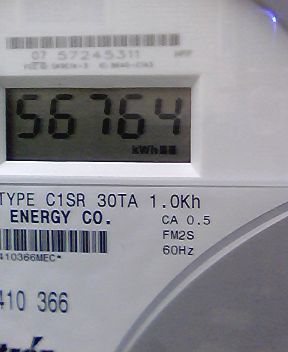 07 57245311
56764
kWh
TYPE C1SR 30TA 1.0Kh
ENERGY CO. CA 0.5
FM2S
410366MEC* 60Hz
410 366